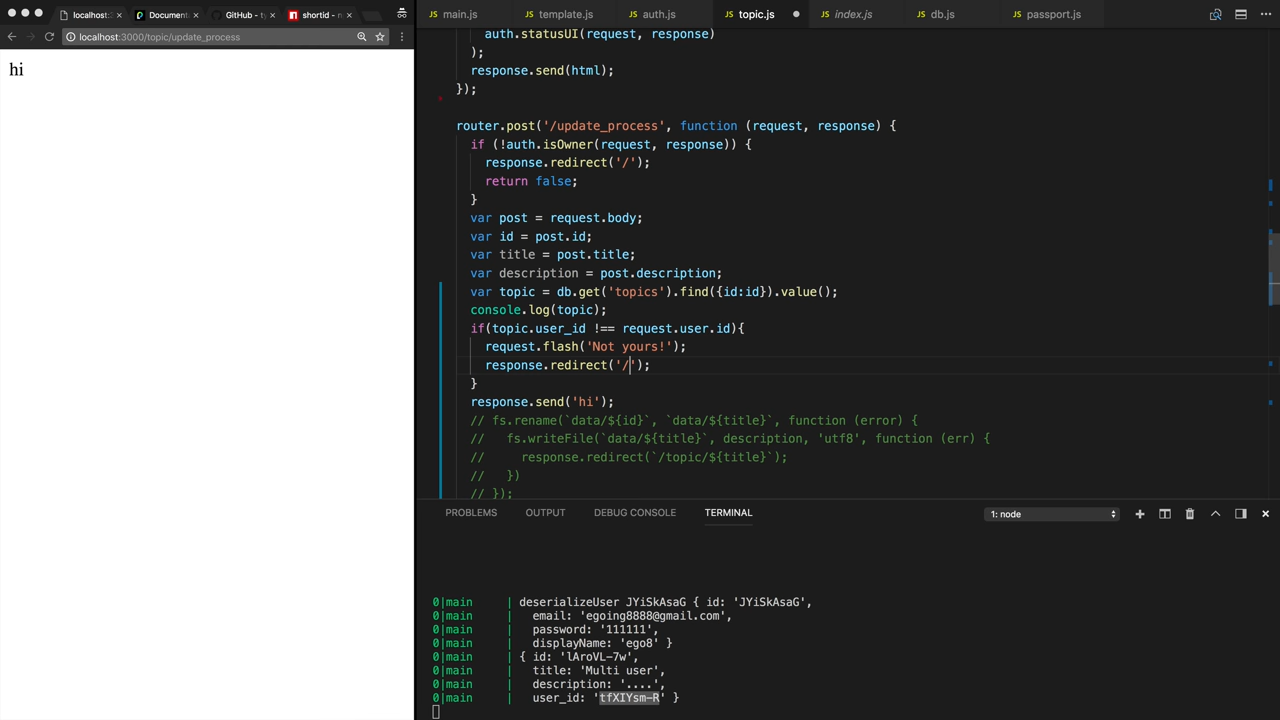 localhost:3
Documenta
GitHub - ty
shortid - n
localhost:3000/topic/update_process
hi
main.js
template.js
auth.js
topic.js
index.js
db.js
passport.js
auth.statusUI(request, response)
);
response.send(html);
});
router.post('/update_process', function (request, response) {
if (!auth.isOwner(request, response)) {
response.redirect('/');
return false;
}
var post = request.body;
var id = post.id;
var title = post.title;
var description = post.description;
var topic = db.get('topics').find({id:id}).value();
console.log(topic);
if(topic.user_id !== request.user.id){
request.flash('Not yours!');
response.redirect('/');
}
response.send('hi');
// fs.rename(`data/${id}`, `data/${title}`, function (error) {
//   fs.writeFile(`data/${title}`, description, 'utf8', function (err) {
//     response.redirect(`/topic/${title}`);
//   })
// });
PROBLEMS
OUTPUT
DEBUG CONSOLE
TERMINAL
1: node
0|main | deserializeUser JYiSkAsaG { id: 'JYiSkAsaG',
0|main | email: 'egoing8888@gmail.com',
0|main | password: '111111',
0|main | displayName: 'ego8' }
0|main | { id: 'lAroVL-7w',
0|main | title: 'Multi user',
0|main | description: '....',
0|main | user_id: 'tfXIYsm-R' }